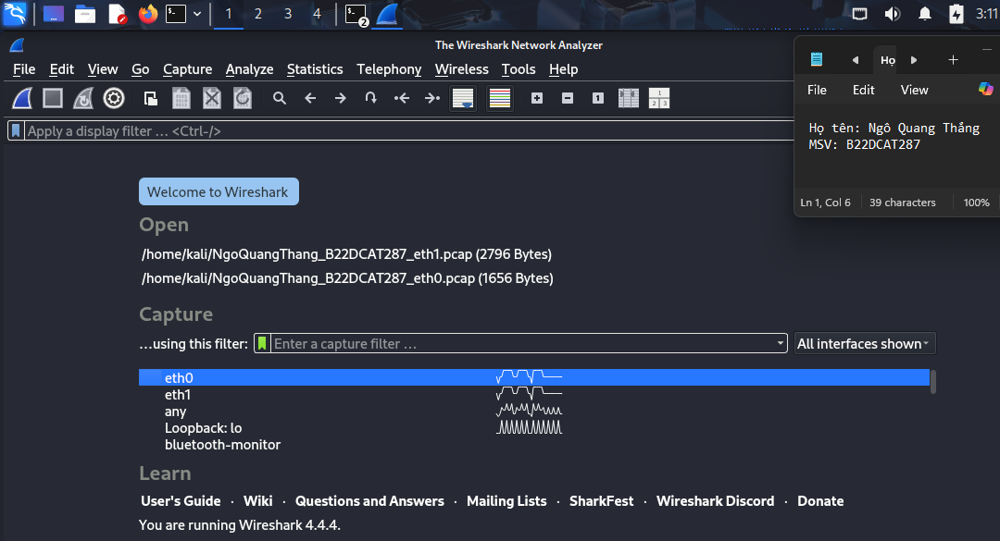 1 2 3 4
2
3:11
The Wireshark Network Analyzer
File Edit View Go Capture Analyze Statistics Telephony Wireless Tools Help
Apply a display filter … <Ctrl-/>
Họ
File Edit View
Họ tên: Ngô Quang Thắng
MSV: B22DCAT287
Ln 1, Col 6 39 characters 100%
Welcome to Wireshark
Open
/home/kali/NgoQuangThang_B22DCAT287_eth1.pcap (2796 Bytes)
/home/kali/NgoQuangThang_B22DCAT287_eth0.pcap (1656 Bytes)
Capture
…using this filter: Enter a capture filter … All interfaces shown
eth0
eth1
any
Loopback: lo
bluetooth-monitor
Learn
User's Guide · Wiki · Questions and Answers · Mailing Lists · SharkFest · Wireshark Discord · Donate
You are running Wireshark 4.4.4.